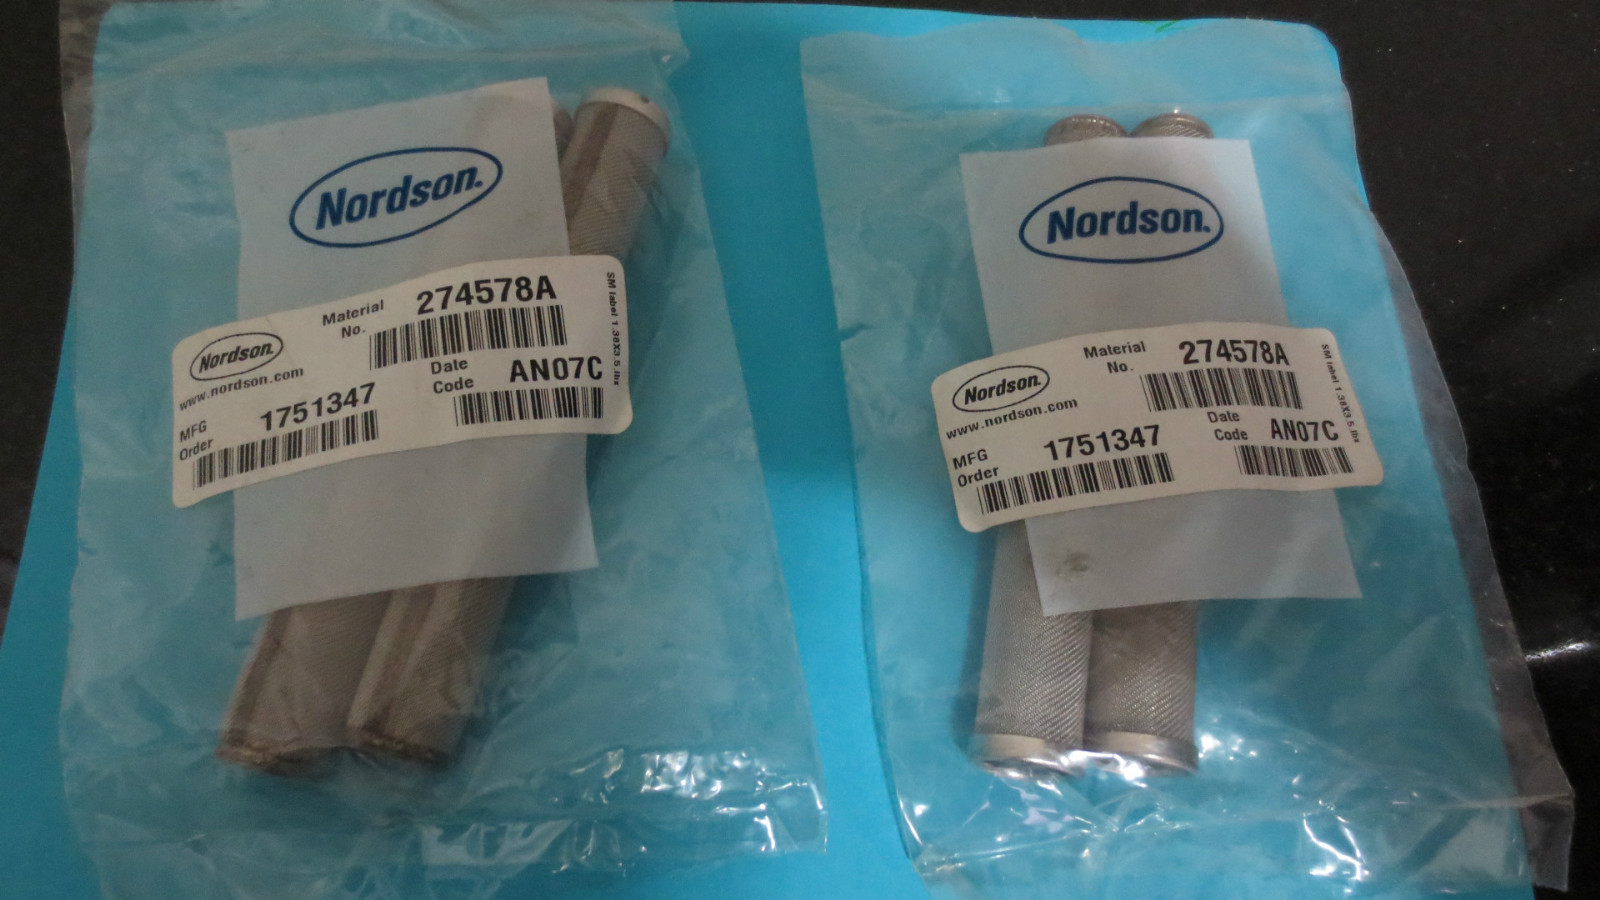 Nordson.
Material No. 274578A
Nordson.
www.nordson.com
Date Code AN07C
MFG Order 1751347
SM label 1.38X3.5.lbx
Nordson.
Material No. 274578A
Nordson.
www.nordson.com
Date Code AN07C
MFG Order 1751347
SM label 1.38X3.5.lbx